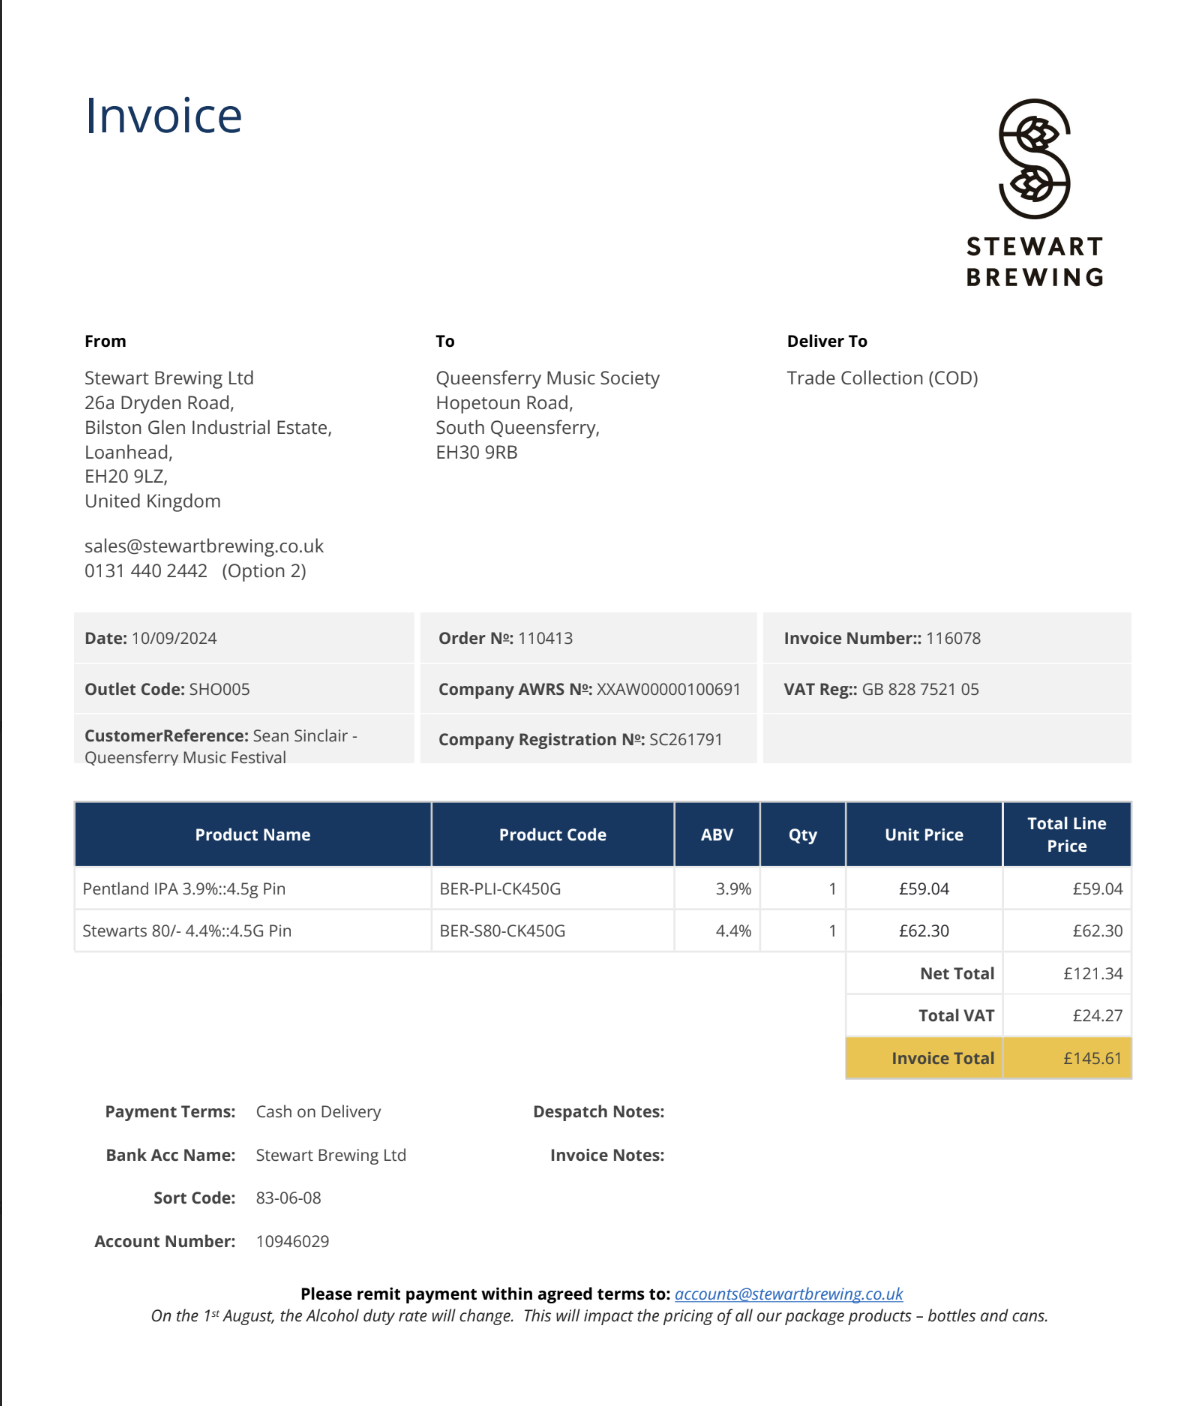 Invoice
STEWART
BREWING
From
Stewart Brewing Ltd
26a Dryden Road,
Bilston Glen Industrial Estate,
Loanhead,
EH20 9LZ,
United Kingdom
sales@stewartbrewing.co.uk
0131 440 2442 (Option 2)
To
Queensferry Music Society
Hopetoun Road,
South Queensferry,
EH30 9RB
Deliver To
Trade Collection (COD)
Date: 10/09/2024 Order Nº: 110413 Invoice Number:: 116078
Outlet Code: SHO005 Company AWRS Nº: XXAW00000100691 VAT Reg:: GB 828 7521 05
CustomerReference: Sean Sinclair -
Queensferry Music Festival
Company Registration Nº: SC261791
Product Name Product Code ABV Qty Unit Price Total Line
Price
Pentland IPA 3.9%::4.5g Pin BER-PLI-CK450G 3.9% 1 £59.04 £59.04
Stewarts 80/- 4.4%::4.5G Pin BER-S80-CK450G 4.4% 1 £62.30 £62.30
Net Total £121.34
Total VAT £24.27
Invoice Total £145.61
Payment Terms: Cash on Delivery Despatch Notes:
Bank Acc Name: Stewart Brewing Ltd Invoice Notes:
Sort Code: 83-06-08
Account Number: 10946029
Please remit payment within agreed terms to: accounts@stewartbrewing.co.uk
On the 1st August, the Alcohol duty rate will change. This will impact the pricing of all our package products – bottles and cans.